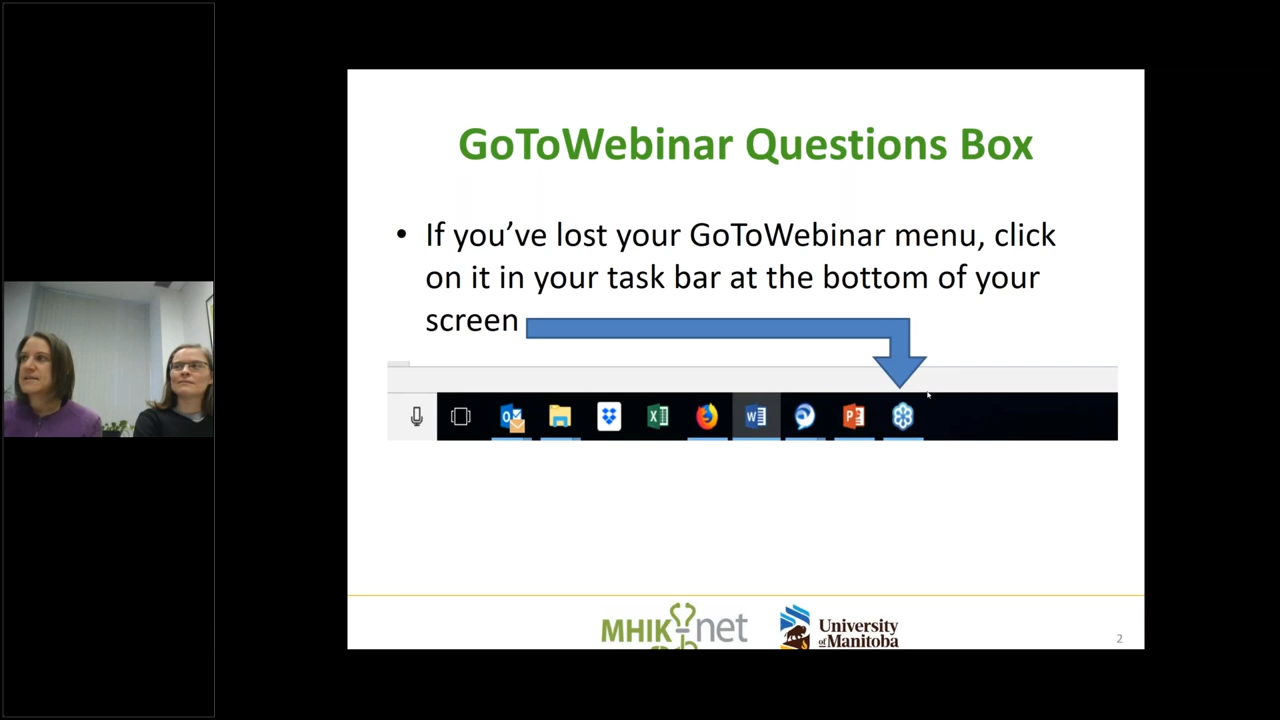 GoToWebinar Questions Box
• If you’ve lost your GoToWebinar menu, click
on it in your task bar at the bottom of your
screen
MHIK-net
University
of Manitoba
2